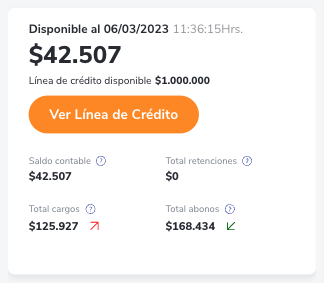 Disponible al 06/03/2023 11:36:15Hrs.
$42.507
Línea de crédito disponible $1.000.000
Ver Línea de Crédito
Saldo contable ? Total retenciones ?
$42.507 $0
Total cargos ? Total abonos ?
$125.927 $168.434